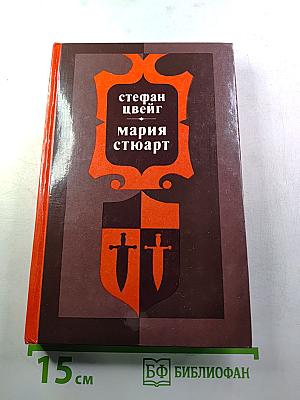 стефан
цвейг
мария
стюарт
15 см
БФ БИБЛИОФАН